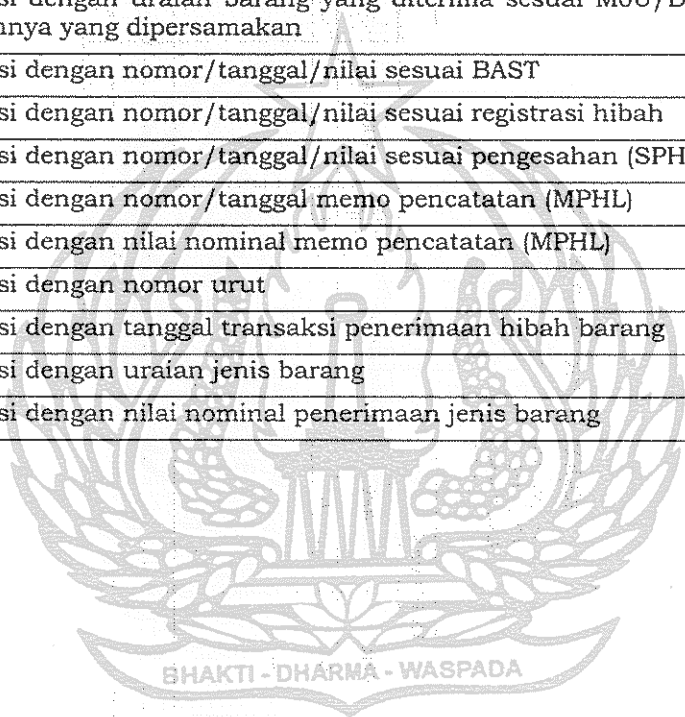 si dengan uraian barang yang diterima sesuai MoU/D
nnya yang dipersamakan
si dengan nomor/tanggal/nilai sesuai BAST
si dengan nomor/tanggal/nilai sesuai registrasi hibah
si dengan nomor/tanggal/nilai sesuai pengesahan (SPH
si dengan nomor/tanggal memo pencatatan (MPHL)
si dengan nilai nominal memo pencatatan (MPHL)
si dengan nomor urut
si dengan tanggal transaksi penerimaan hibah barang
si dengan uraian jenis barang
si dengan nilai nominal penerimaan jenis barang
BHAKTI - DHARMA - WASPADA